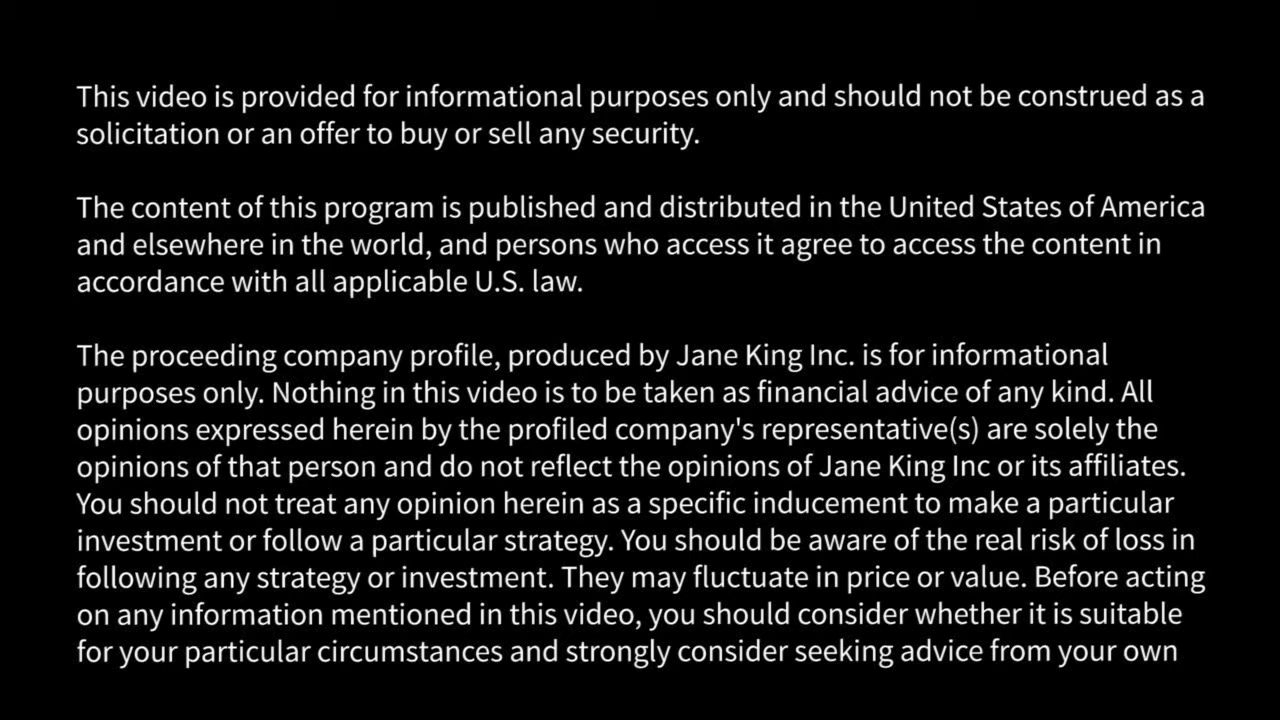 This video is provided for informational purposes only and should not be construed as a
solicitation or an offer to buy or sell any security.
The content of this program is published and distributed in the United States of America
and elsewhere in the world, and persons who access it agree to access the content in
accordance with all applicable U.S. law.
The proceeding company profile, produced by Jane King Inc. is for informational
purposes only. Nothing in this video is to be taken as financial advice of any kind. All
opinions expressed herein by the profiled company's representative(s) are solely the
opinions of that person and do not reflect the opinions of Jane King Inc or its affiliates.
You should not treat any opinion herein as a specific inducement to make a particular
investment or follow a particular strategy. You should be aware of the real risk of loss in
following any strategy or investment. They may fluctuate in price or value. Before acting
on any information mentioned in this video, you should consider whether it is suitable
for your particular circumstances and strongly consider seeking advice from your own